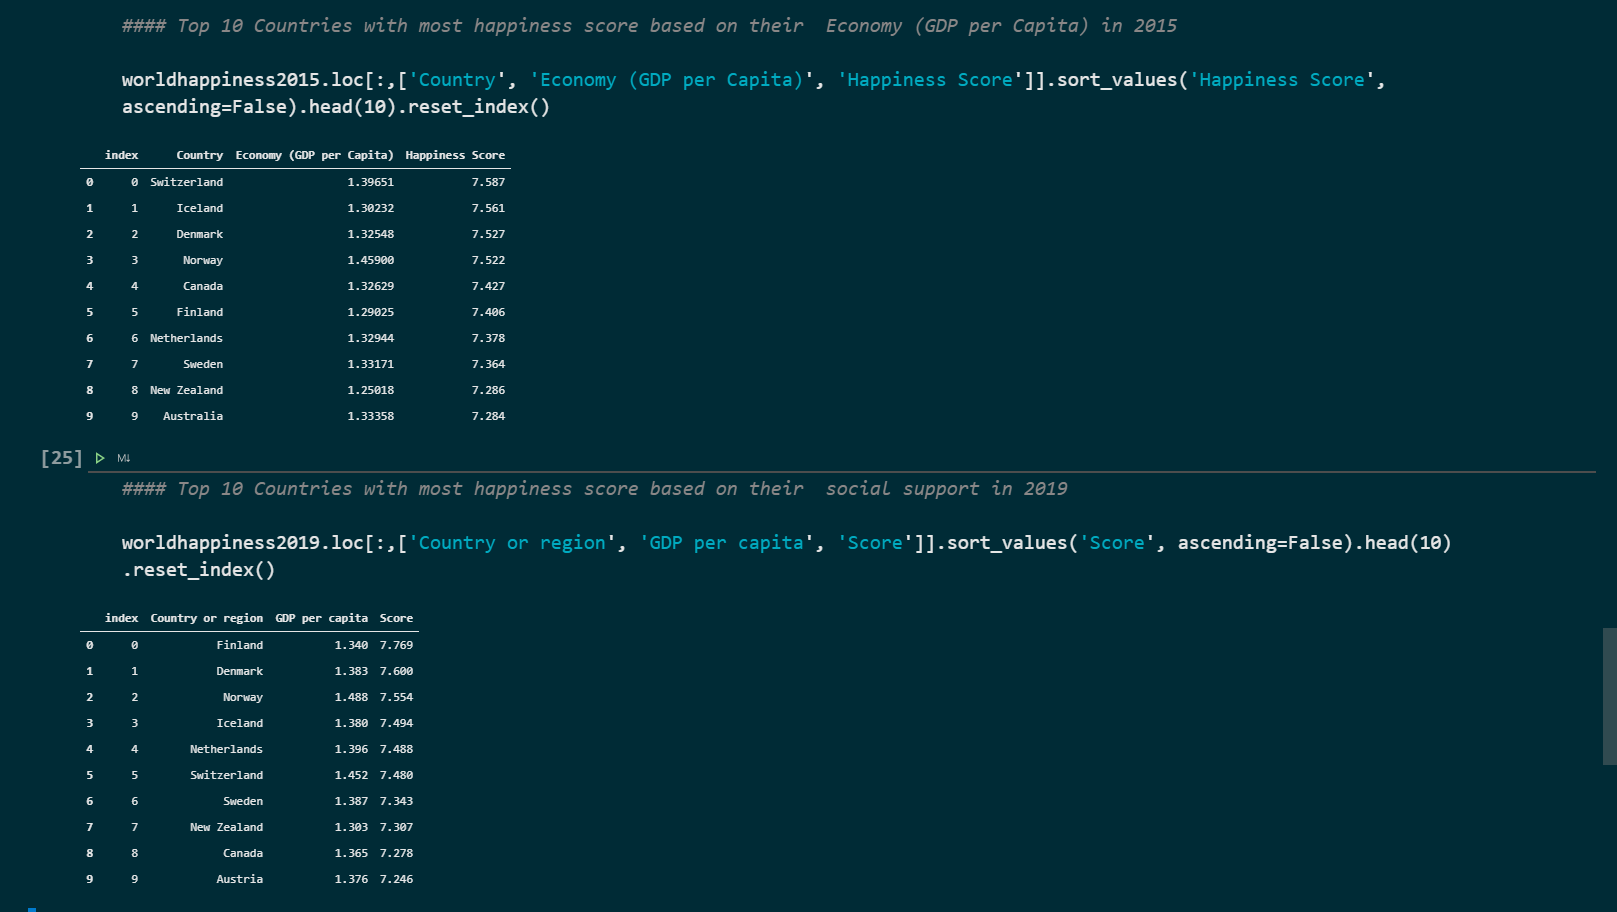 #### Top 10 Countries with most happiness score based on their  Economy (GDP per Capita) in 2015
worldhappiness2015.loc[:,['Country', 'Economy (GDP per Capita)', 'Happiness Score']].sort_values('Happiness Score',
ascending=False).head(10).reset_index()
index Country Economy (GDP per Capita) Happiness Score
0 0 Switzerland 1.39651 7.587
1 1 Iceland 1.30232 7.561
2 2 Denmark 1.32548 7.527
3 3 Norway 1.45900 7.522
4 4 Canada 1.32629 7.427
5 5 Finland 1.29025 7.406
6 6 Netherlands 1.32944 7.378
7 7 Sweden 1.33171 7.364
8 8 New Zealand 1.25018 7.286
9 9 Australia 1.33358 7.284
[25] M↓
#### Top 10 Countries with most happiness score based on their  social support in 2019
worldhappiness2019.loc[:,['Country or region', 'GDP per capita', 'Score']].sort_values('Score', ascending=False).head(10)
.reset_index()
index Country or region GDP per capita Score
0 0 Finland 1.340 7.769
1 1 Denmark 1.383 7.600
2 2 Norway 1.488 7.554
3 3 Iceland 1.380 7.494
4 4 Netherlands 1.396 7.488
5 5 Switzerland 1.452 7.480
6 6 Sweden 1.387 7.343
7 7 New Zealand 1.303 7.307
8 8 Canada 1.365 7.278
9 9 Austria 1.376 7.246